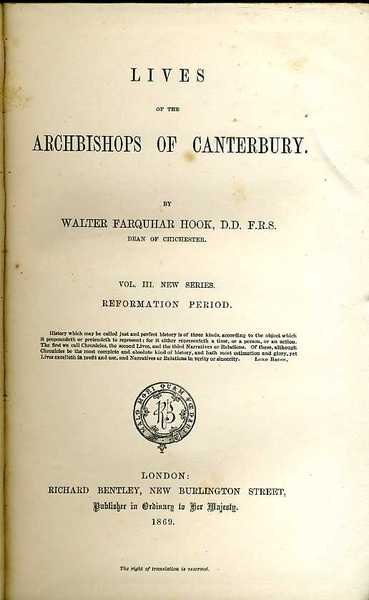 LIVES
OF THE
ARCHBISHOPS OF CANTERBURY.
BY
WALTER FARQUHAR HOOK, D.D. F.R.S.
DEAN OF CHICHESTER.
VOL. III. NEW SERIES.
REFORMATION PERIOD.
History which may be called just and perfect history is of three kinds, according to the object which
it propoundeth or pretendeth to represent; for it either representeth a time, or a person, or an action.
The first we call Chronicles, the second Lives, and the third Narratives or Relations. Of these, although
Chronicles be the most complete and absolute kind of history, and hath most estimation and glory, yet
Lives excelleth in profit and use, and Narratives or Relations in verity or sincerity. LORD BACON.
MALO MORI QUAM FŒDARI
LONDON:
RICHARD BENTLEY, NEW BURLINGTON STREET,
Publisher in Ordinary to Her Majesty.
1869.
The right of translation is reserved.